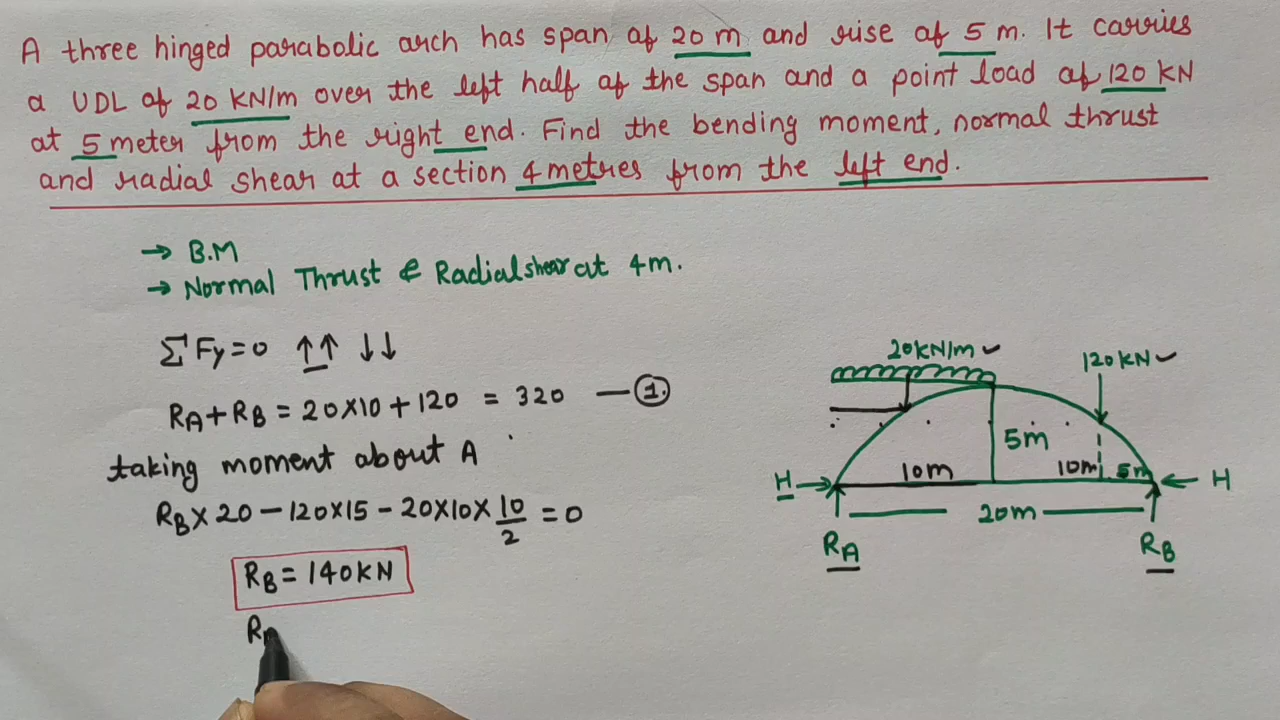 A three hinged parabolic arch has span of 20 m and rise of 5 m. It carries
a UDL of 20 KN/m over the left half of the span and a point load of 120 KN
at 5 meter from the right end. Find the bending moment, normal thrust
and radial shear at a section 4 metres from the left end.
→ B.M
→ Normal Thrust & Radial shear at 4m.
ΣFy=0 ↑↑ ↓↓
RA+RB = 20×10+120 = 320 — ①.
taking moment about A
RB×20 – 120×15 – 20×10×10/2 = 0
RB = 140KN
20KN/m ✓
120KN ✓
5m
10m
10m
5m
H
H
20m
RA
RB